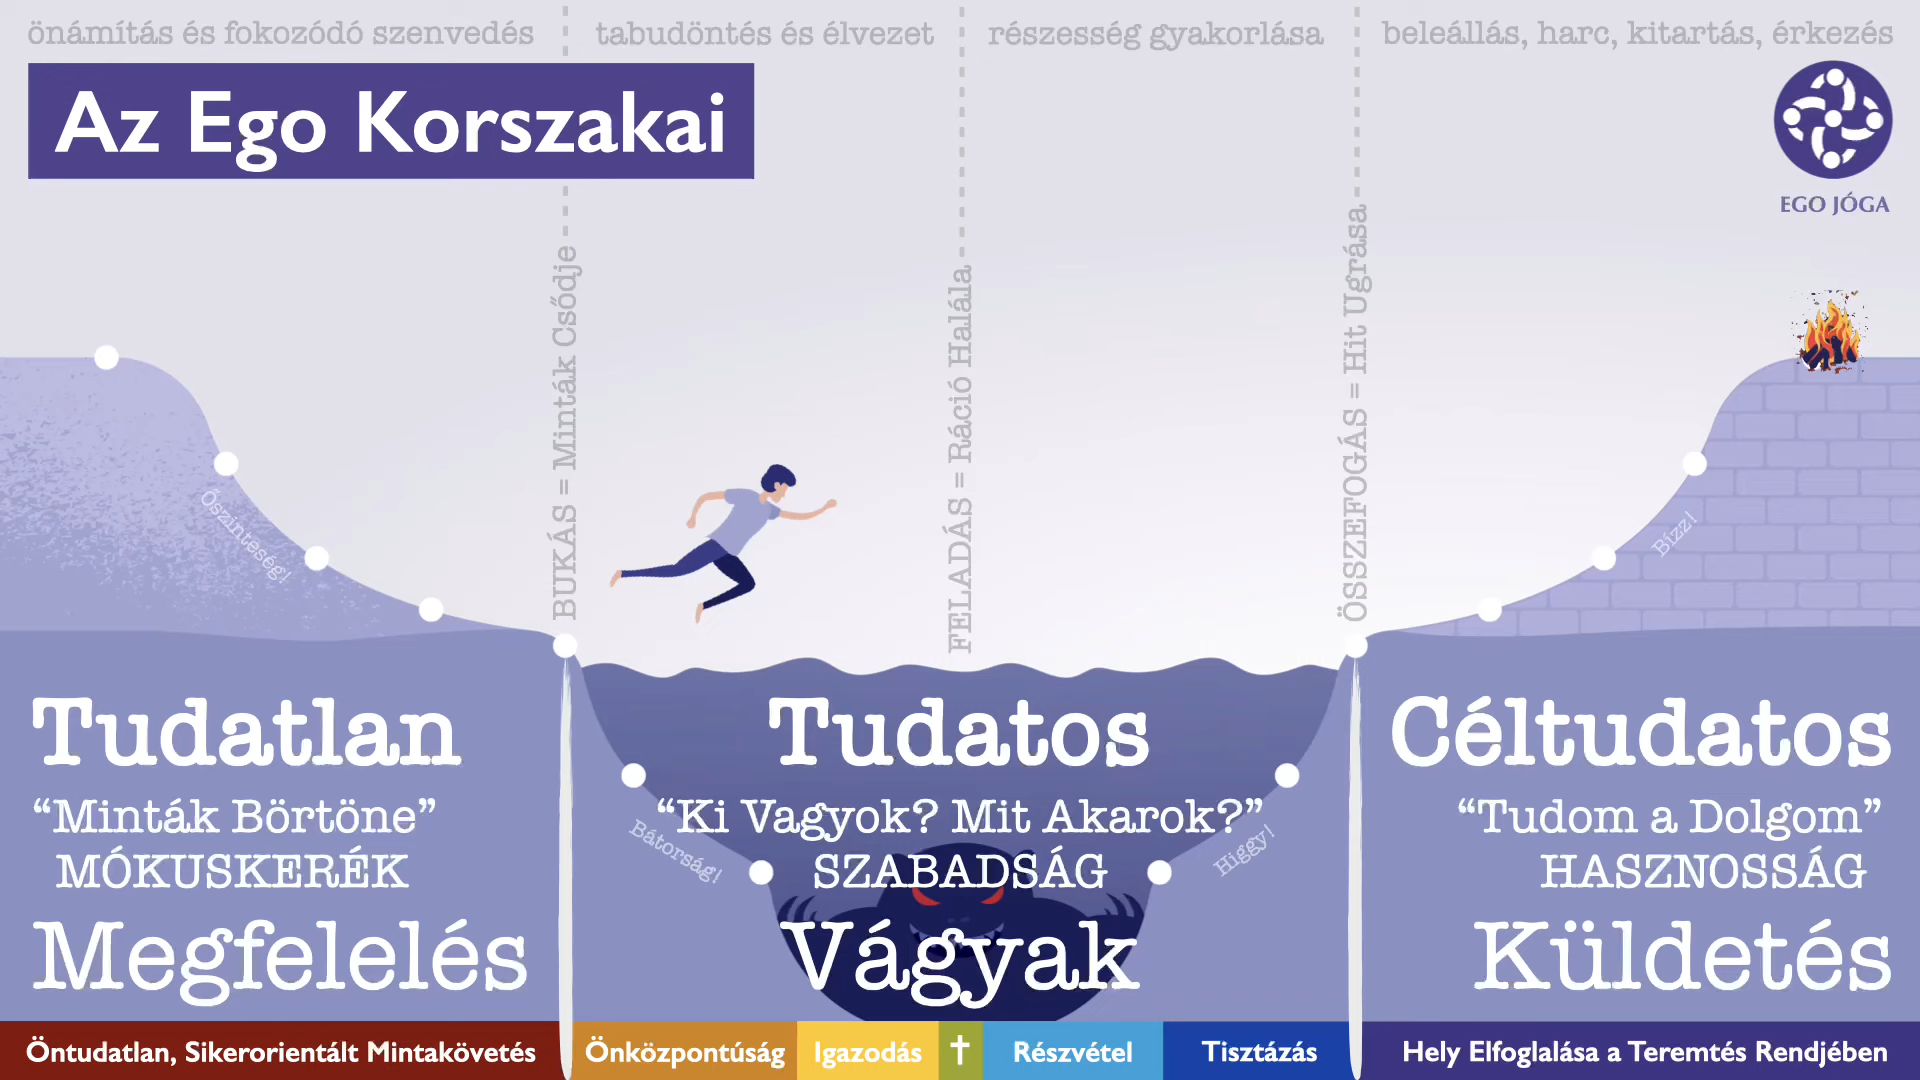 önámítás és fokozódó szenvedés
tabudöntés és élvezet
részesség gyakorlása
beleállás, harc, kitartás, érkezés
Az Ego Korszakai
EGO JÓGA
BUKÁS = Minták Csődje
FELADÁS = Ráció Halála
ÖSSZEFOGÁS = Hit Ugrása
Őszinteség!
Bátorság!
Higgy!
Bízz!
Tudatlan
"Minták Börtöne"
MÓKUSKERÉK
Megfelelés
Tudatos
"Ki Vagyok? Mit Akarok?"
SZABADSÁG
Vágyak
Céltudatos
"Tudom a Dolgom"
HASZNOSSÁG
Küldetés
Öntudatlan, Sikerorientált Mintakövetés
Önközpontúság
Igazodás
Részvétel
Tisztázás
Hely Elfoglalása a Teremtés Rendjében